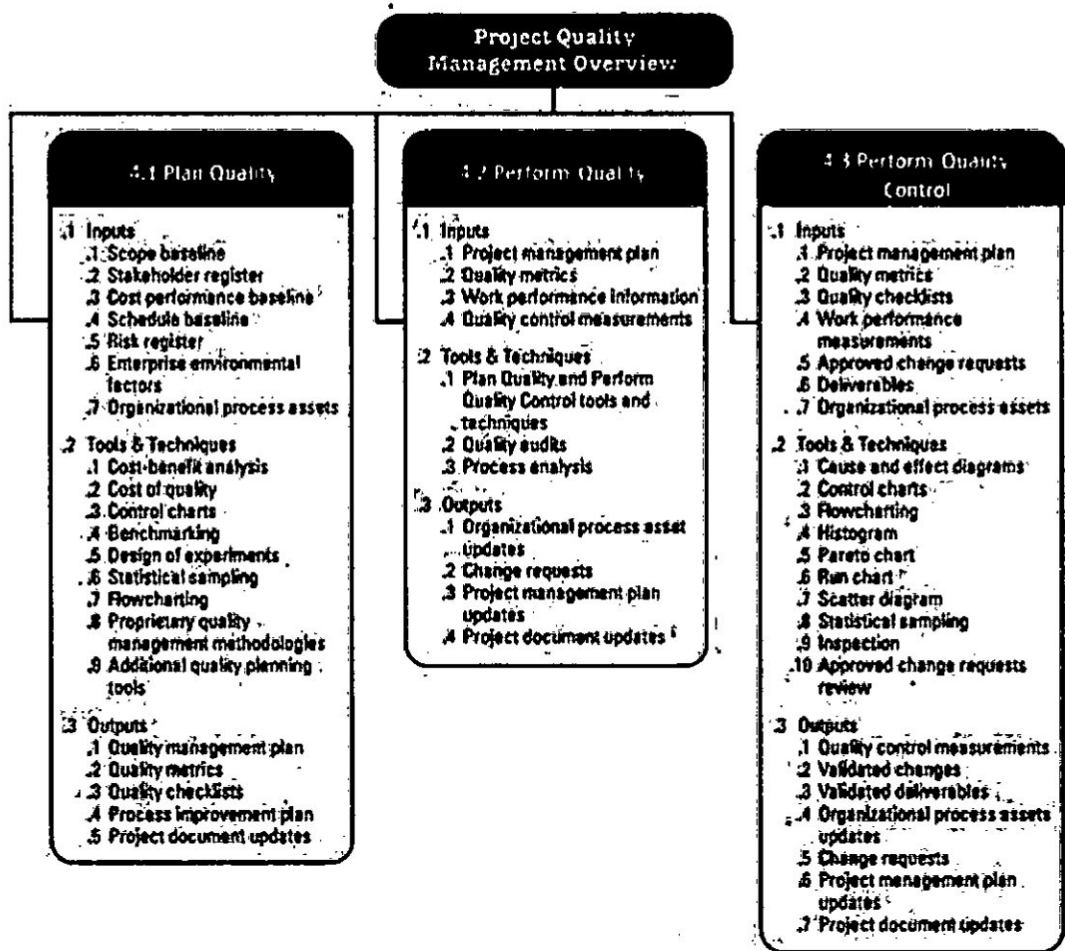 Project Quality
Management Overview
4.1 Plan Quality
.1 Inputs
.1 Scope baseline
.2 Stakeholder register
.3 Cost performance baseline
.4 Schedule baseline
.5 Risk register
.6 Enterprise environmental
factors
.7 Organizational process assets
.2 Tools & Techniques
.1 Cost-benefit analysis
.2 Cost of quality
.3 Control charts
.4 Benchmarking
.5 Design of experiments
.6 Statistical sampling
.7 Flowcharting
.8 Proprietary quality
management methodologies
.9 Additional quality planning
tools
.3 Outputs
.1 Quality management plan
.2 Quality metrics
.3 Quality checklists
.4 Process improvement plan
.5 Project document updates
4.2 Perform Quality
.1 Inputs
.1 Project management plan
.2 Quality metrics
.3 Work performance information
.4 Quality control measurements
.2 Tools & Techniques
.1 Plan Quality and Perform
Quality Control tools and
techniques
.2 Quality audits
.3 Process analysis
.3 Outputs
.1 Organizational process asset
updates
.2 Change requests
.3 Project management plan
updates
.4 Project document updates
4.3 Perform Quality
Control
.1 Inputs
.1 Project management plan
.2 Quality metrics
.3 Quality checklists
.4 Work performance
measurements
.5 Approved change requests
.6 Deliverables
.7 Organizational process assets
.2 Tools & Techniques
.1 Cause and effect diagrams
.2 Control charts
.3 Flowcharting
.4 Histogram
.5 Pareto chart
.6 Run chart
.7 Scatter diagram
.8 Statistical sampling
.9 Inspection
.10 Approved change requests
review
.3 Outputs
.1 Quality control measurements
.2 Validated changes
.3 Validated deliverables
.4 Organizational process assets
updates
.5 Change requests
.6 Project management plan
updates
.7 Project document updates